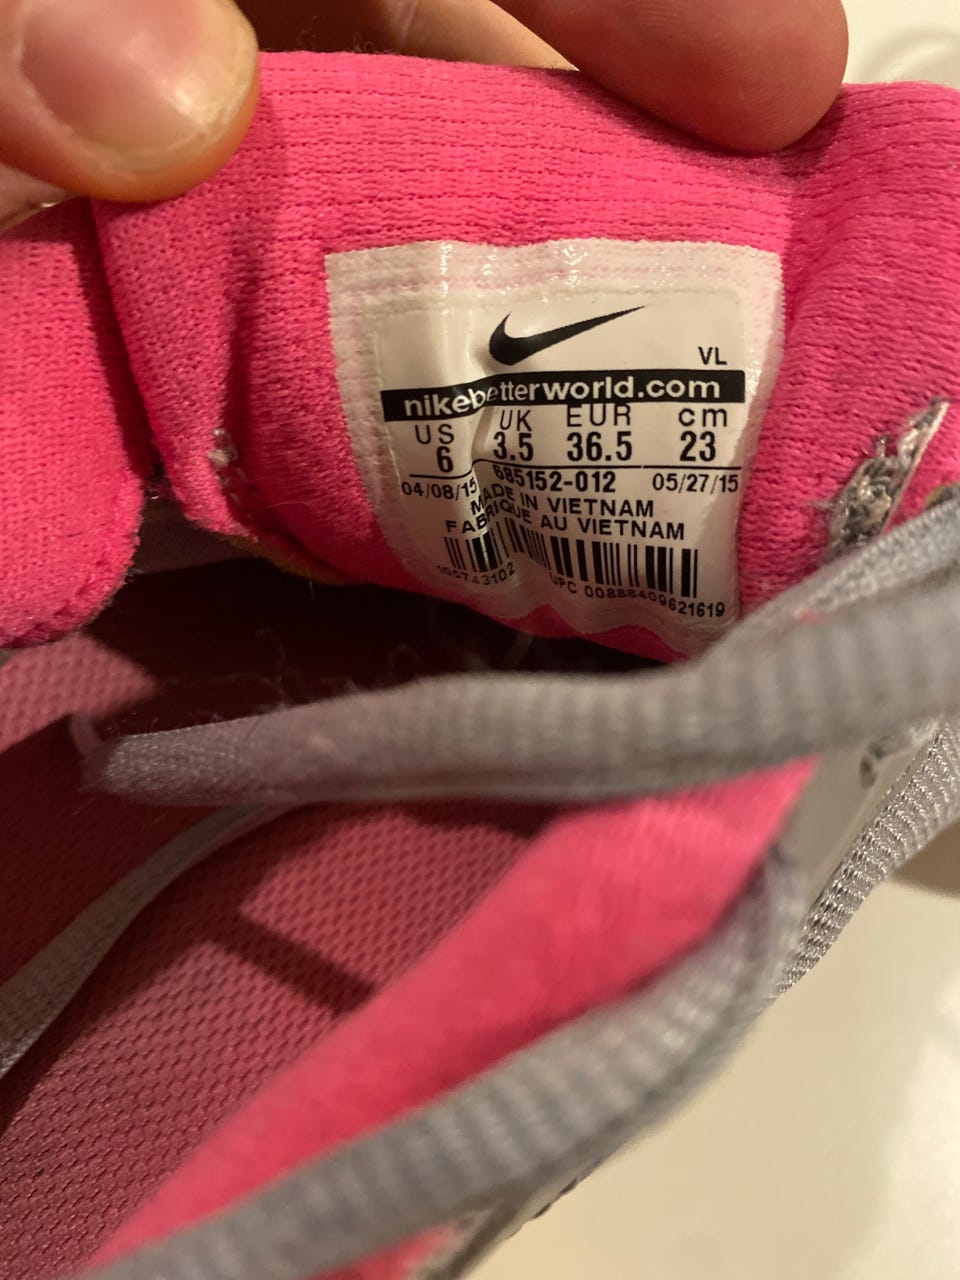 VL
nikebetterworld.com
US UK EUR cm
6 3.5 36.5 23
04/08/15 685152-012 05/27/15
MADE IN VIETNAM
FABRIQUE AU VIETNAM
105743102 UPC 00888409621619